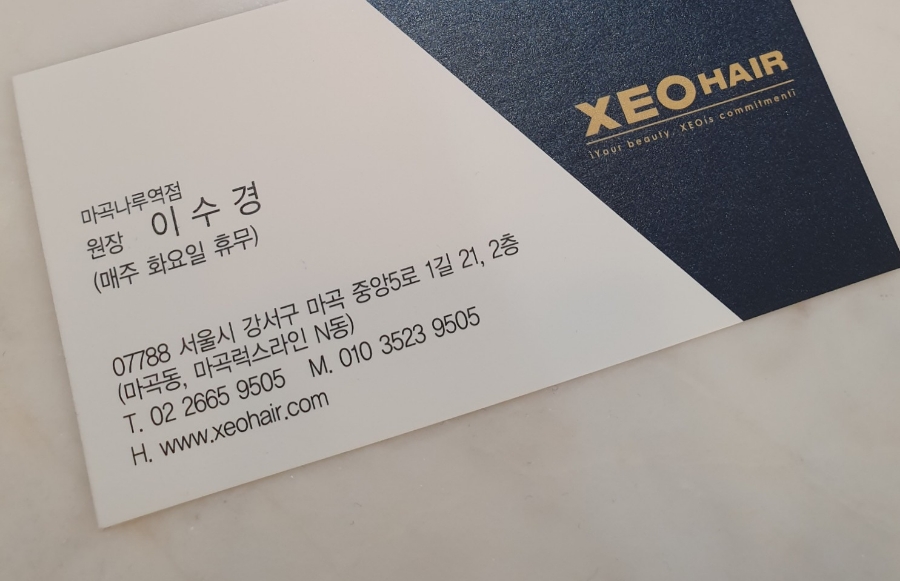 XEOHAIR
¡Your beauty, XEO is commitment!
마곡나루역점
원장 이수경
(매주 화요일 휴무)
07788 서울시 강서구 마곡 중앙5로 1길 21, 2층
(마곡동, 마곡럭스라인 N동)
T. 02 2665 9505 M. 010 3523 9505
H. www.xeohair.com